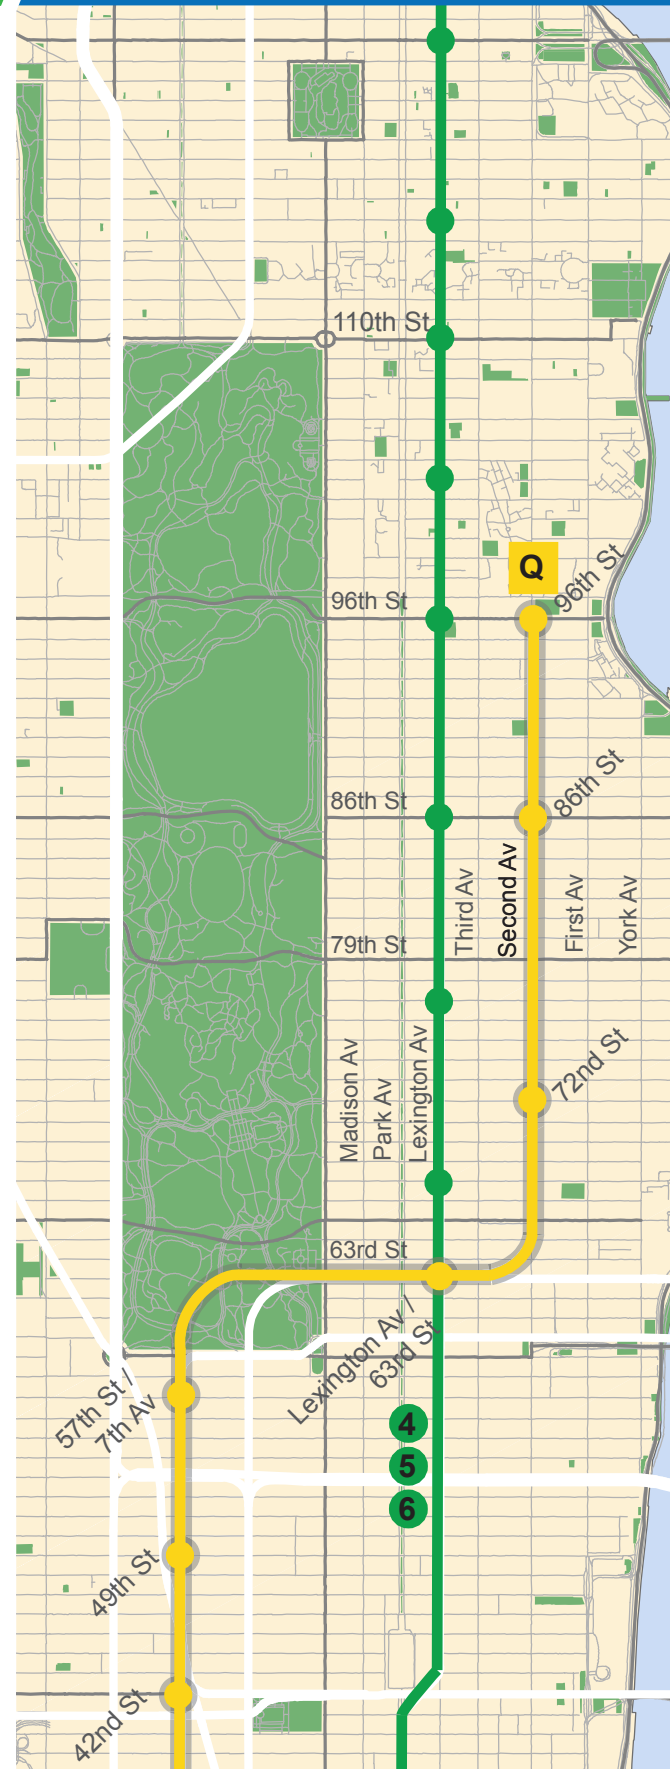 110th St
Q
96th St
96th St
86th St
86th St
Third Av
Second Av
First Av
York Av
79th St
72nd St
Madison Av
Park Av
Lexington Av
63rd St
Lexington Av /
63rd St
57th St /
7th Av
4
5
6
49th St
42nd St